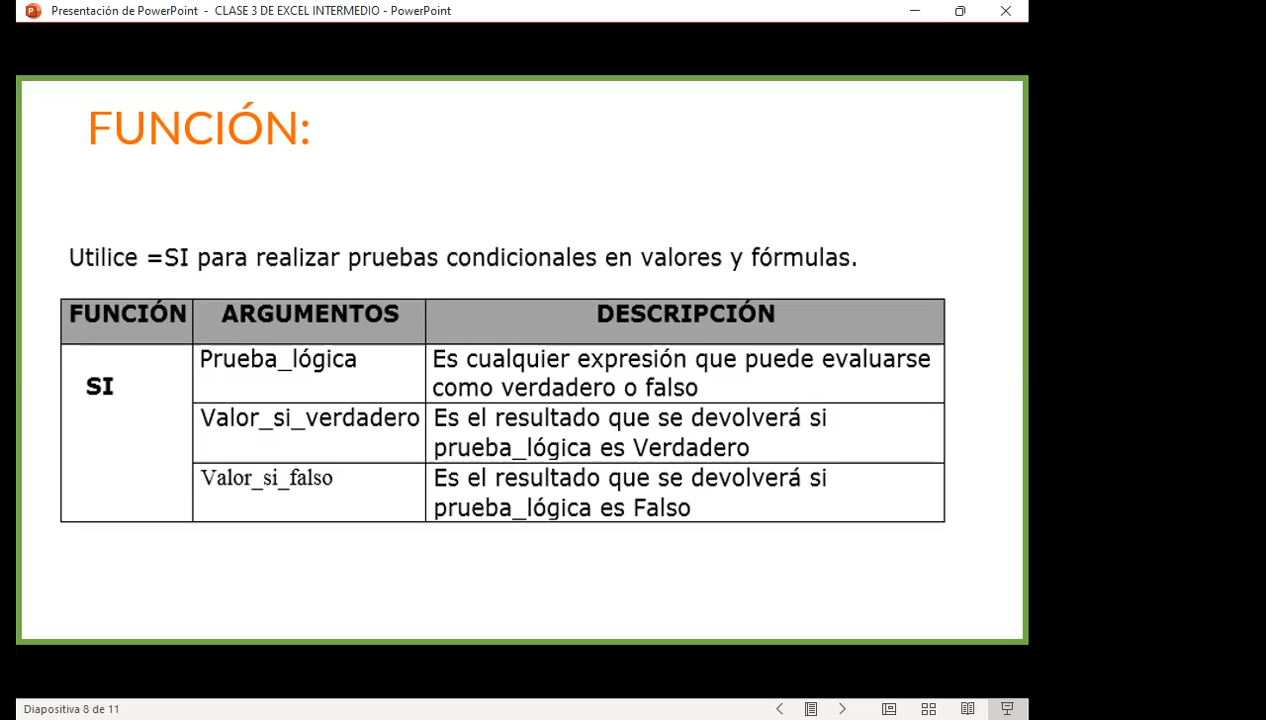 Presentación de PowerPoint - CLASE 3 DE EXCEL INTERMEDIO - PowerPoint
FUNCIÓN:
Utilice =SI para realizar pruebas condicionales en valores y fórmulas.
FUNCIÓN ARGUMENTOS DESCRIPCIÓN
SI
Prueba_lógica
Es cualquier expresión que puede evaluarse
como verdadero o falso
Valor_si_verdadero
Es el resultado que se devolverá si
prueba_lógica es Verdadero
Valor_si_falso
Es el resultado que se devolverá si
prueba_lógica es Falso
Diapositiva 8 de 11